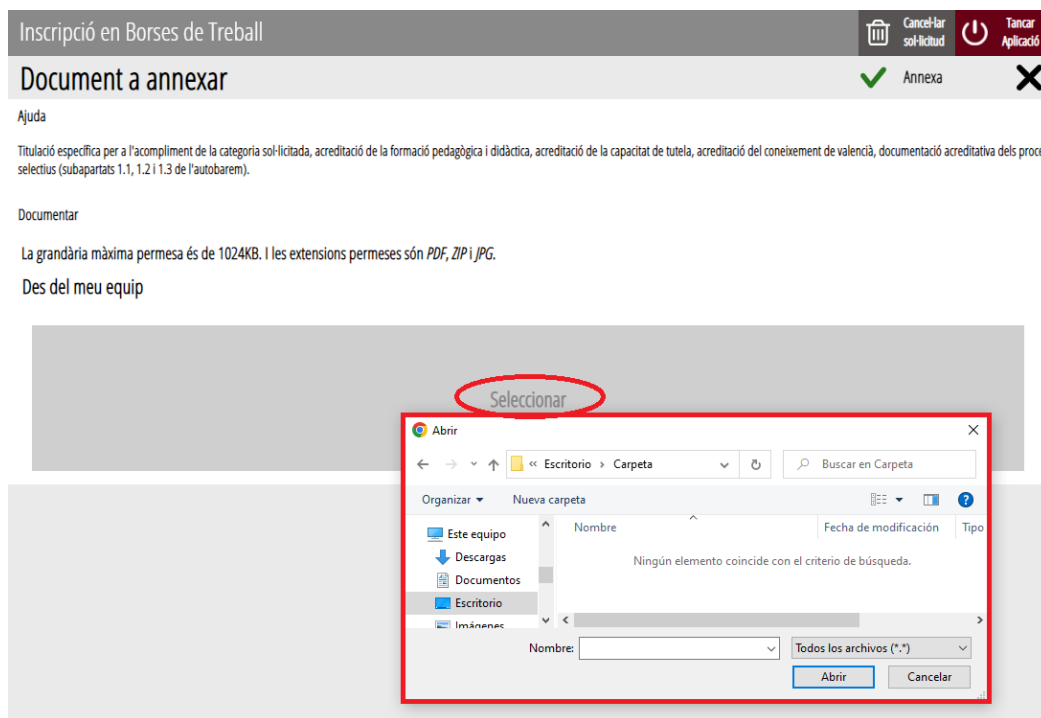 Inscripció en Borses de Treball
Cancel·lar
sol·licitud
Tancar
Aplicació
Document a annexar
Annexa
Ajuda
Titulació específica per a l'acompliment de la categoria sol·licitada, acreditació de la formació pedagògica i didàctica, acreditació de la capacitat de tutela, acreditació del coneixement de valencià, documentació acreditativa dels proce
selectius (subapartats 1.1, 1.2 i 1.3 de l'autobarem).
Documentar
La grandària màxima permesa és de 1024KB. I les extensions permeses són PDF, ZIP i JPG.
Des del meu equip
Seleccionar
Abrir
« Escritorio › Carpeta
Buscar en Carpeta
Organizar
Nueva carpeta
Este equipo
Descargas
Documentos
Escritorio
Imágenes
Nombre
Fecha de modificación
Tipo
Ningún elemento coincide con el criterio de búsqueda.
Nombre:
Todos los archivos (*.*)
Abrir
Cancelar